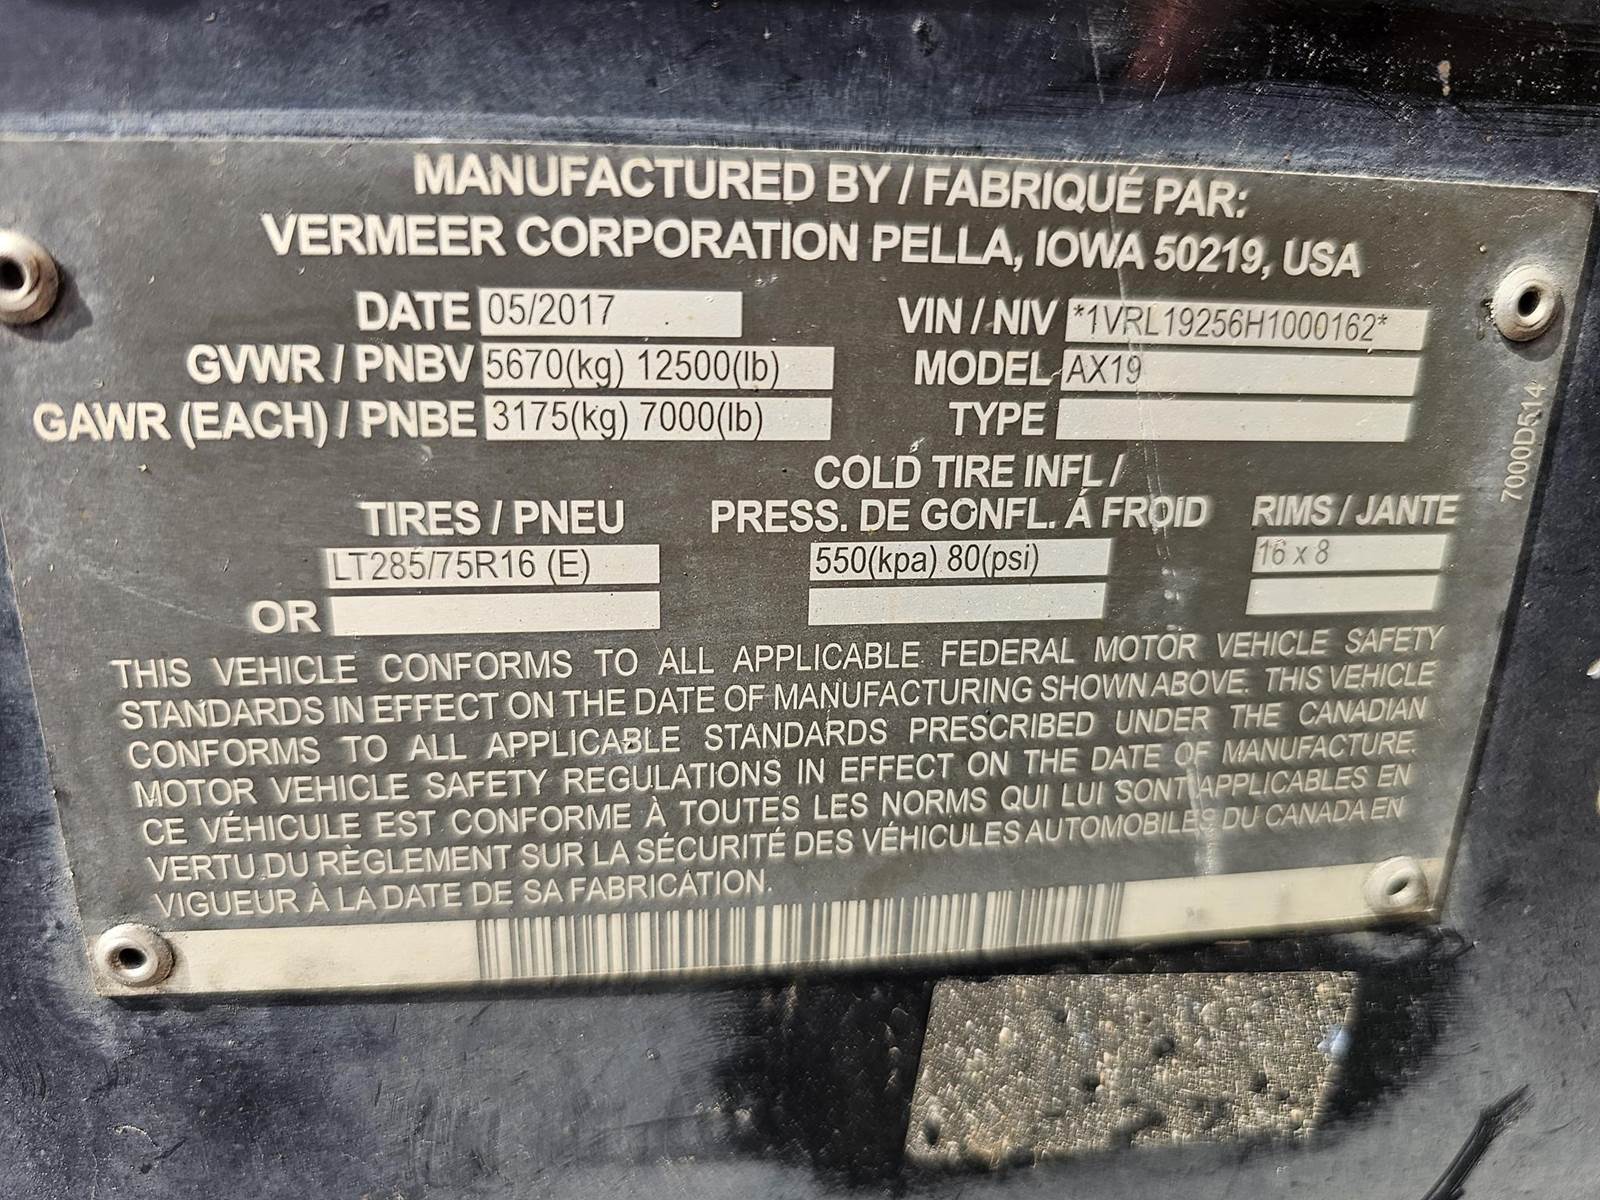 MANUFACTURED BY / FABRIQUÉ PAR:
VERMEER CORPORATION PELLA, IOWA 50219, USA
DATE 05/2017 VIN / NIV *1VRL19256H1000162*
GVWR / PNBV 5670(kg) 12500(lb) MODEL AX19
GAWR (EACH) / PNBE 3175(kg) 7000(lb) TYPE
COLD TIRE INFL /
TIRES / PNEU PRESS. DE GONFL. Á FROID RIMS / JANTE
LT285/75R16 (E) 550(kpa) 80(psi) 16 x 8
OR
THIS VEHICLE CONFORMS TO ALL APPLICABLE FEDERAL MOTOR VEHICLE SAFETY
STANDARDS IN EFFECT ON THE DATE OF MANUFACTURING SHOWN ABOVE. THIS VEHICLE
CONFORMS TO ALL APPLICABLE STANDARDS PRESCRIBED UNDER THE CANADIAN
MOTOR VEHICLE SAFETY REGULATIONS IN EFFECT ON THE DATE OF MANUFACTURE.
CE VÉHICULE EST CONFORME À TOUTES LES NORMS QUI LUI SONT APPLICABLES EN
VERTU DU RÈGLEMENT SUR LA SÉCURITÉ DES VÉHICULES AUTOMOBILES DU CANADA EN
VIGUEUR À LA DATE DE SA FABRICATION.
7000D514